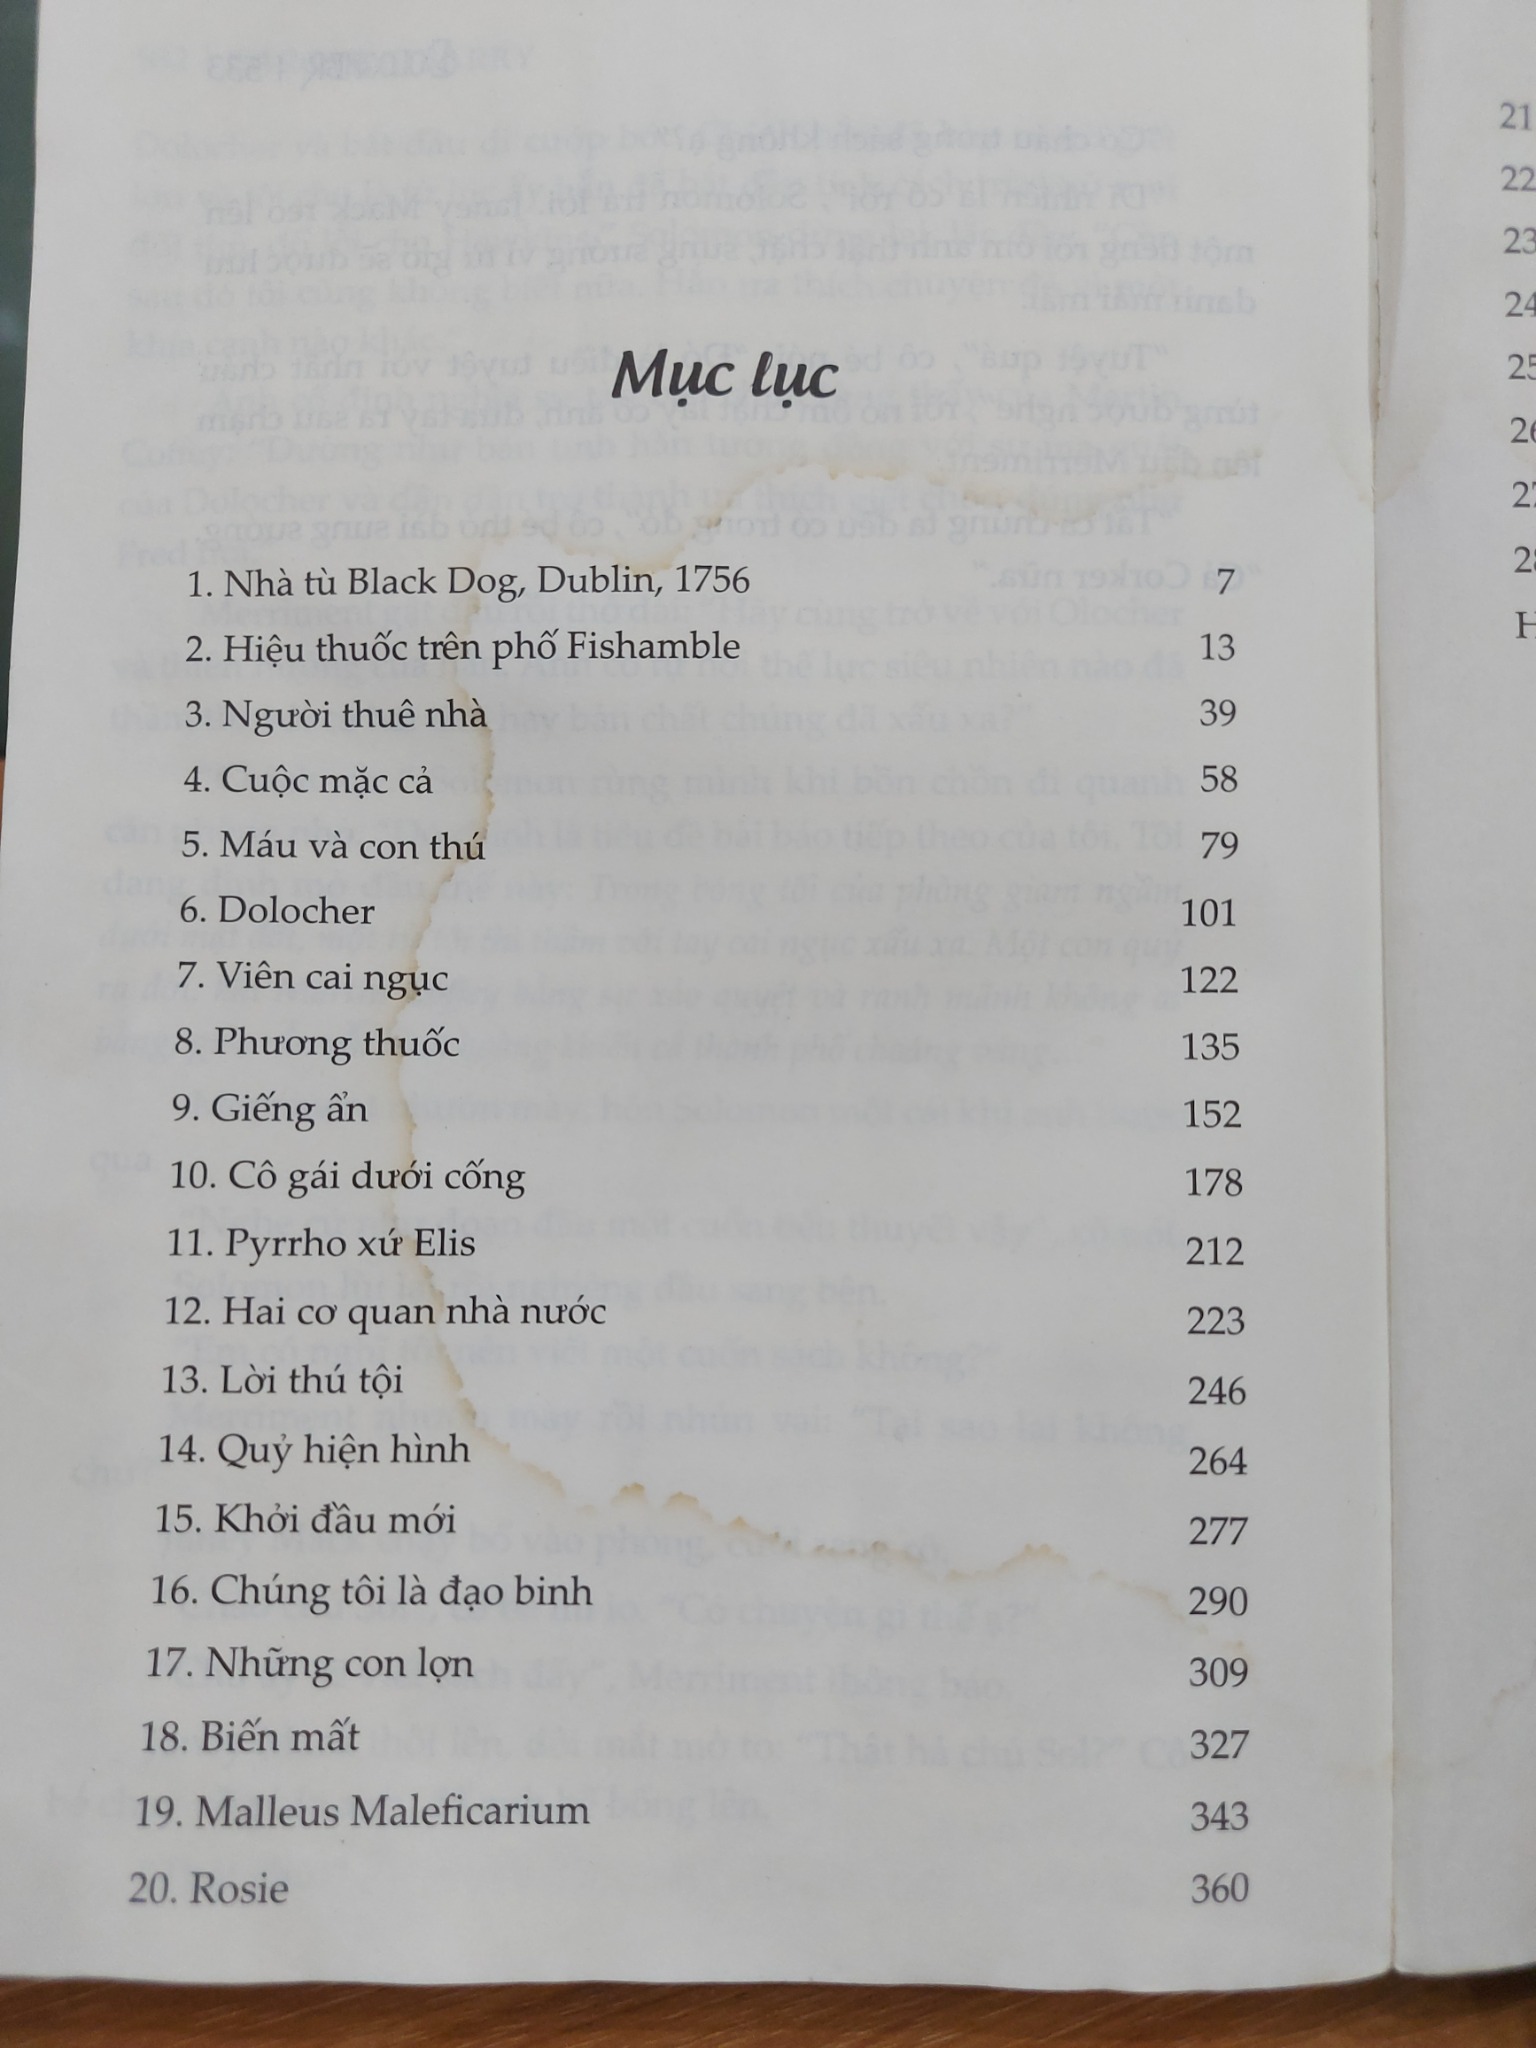 Mục lục
1. Nhà tù Black Dog, Dublin, 1756 7
2. Hiệu thuốc trên phố Fishamble 13
3. Người thuê nhà 39
4. Cuộc mặc cả 58
5. Máu và con thú 79
6. Dolocher 101
7. Viên cai ngục 122
8. Phương thuốc 135
9. Giếng ẩn 152
10. Cô gái dưới cống 178
11. Pyrrho xứ Elis 212
12. Hai cơ quan nhà nước 223
13. Lời thú tội 246
14. Quỷ hiện hình 264
15. Khởi đầu mới 277
16. Chúng tôi là đạo binh 290
17. Những con lợn 309
18. Biến mất 327
19. Malleus Maleficarium 343
20. Rosie 360
21
22
23
24
25